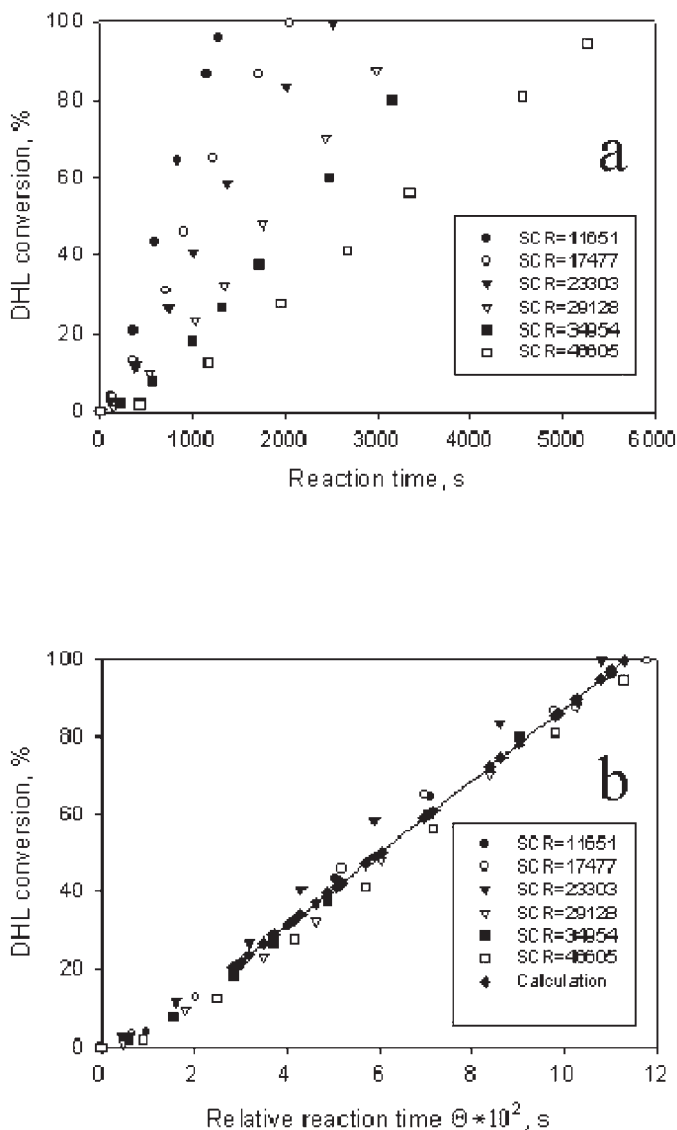 100
80
60
40
20
0
DHL conversion, %
a
SCR=11651
SCR=17477
SCR=23303
SCR=29128
SCR=34954
SCR=46605
0 1000 2000 3000 4000 5000 6000
Reaction time, s
100
80
60
40
20
0
DHL conversion, %
b
SCR=11651
SCR=17477
SCR=23303
SCR=29128
SCR=34954
SCR=46605
Calculation
0 2 4 6 8 10 12
Relative reaction time Θ*10², s